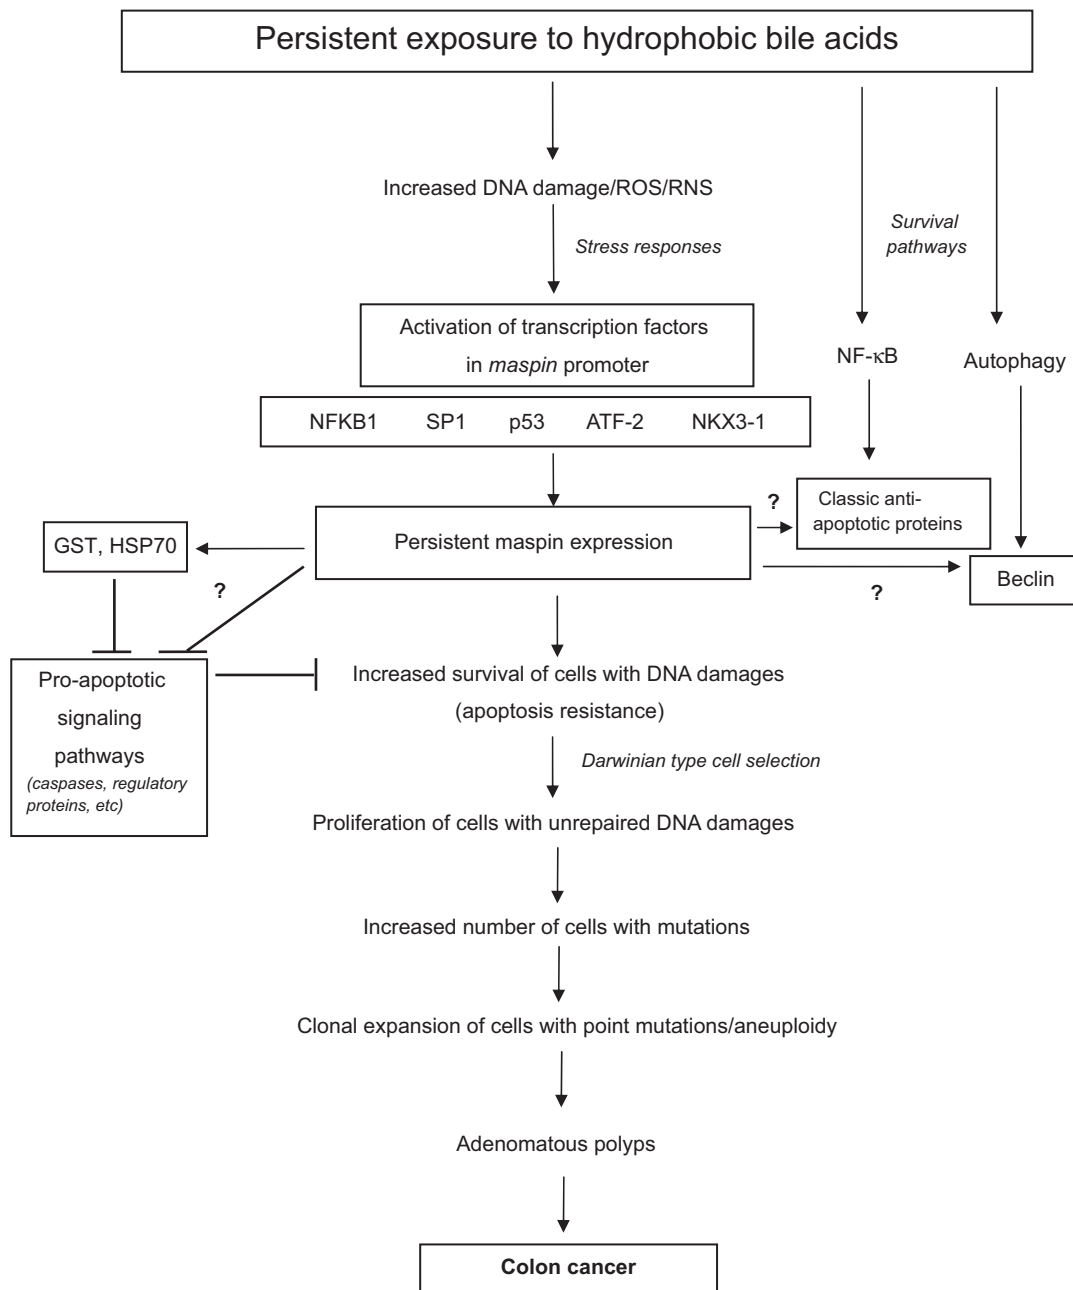 Persistent exposure to hydrophobic bile acids
Increased DNA damage/ROS/RNS
Survival
pathways
Stress responses
Activation of transcription factors
in maspin promoter
NF-κB
Autophagy
NFKB1 SP1 p53 ATF-2 NKX3-1
?
Classic anti-
apoptotic proteins
GST, HSP70
Persistent maspin expression
?
?
Beclin
Pro-apoptotic
signaling
pathways
(caspases, regulatory
proteins, etc)
Increased survival of cells with DNA damages
(apoptosis resistance)
Darwinian type cell selection
Proliferation of cells with unrepaired DNA damages
Increased number of cells with mutations
Clonal expansion of cells with point mutations/aneuploidy
Adenomatous polyps
Colon cancer